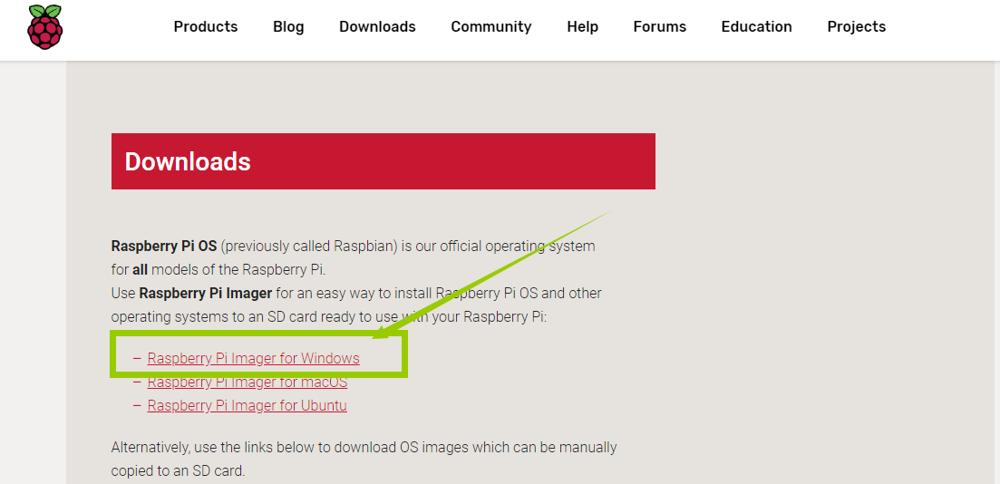 Products Blog Downloads Community Help Forums Education Projects
Downloads
Raspberry Pi OS (previously called Raspbian) is our official operating system
for all models of the Raspberry Pi.
Use Raspberry Pi Imager for an easy way to install Raspberry Pi OS and other
operating systems to an SD card ready to use with your Raspberry Pi:
– Raspberry Pi Imager for Windows
– Raspberry Pi Imager for macOS
– Raspberry Pi Imager for Ubuntu
Alternatively, use the links below to download OS images which can be manually
copied to an SD card.